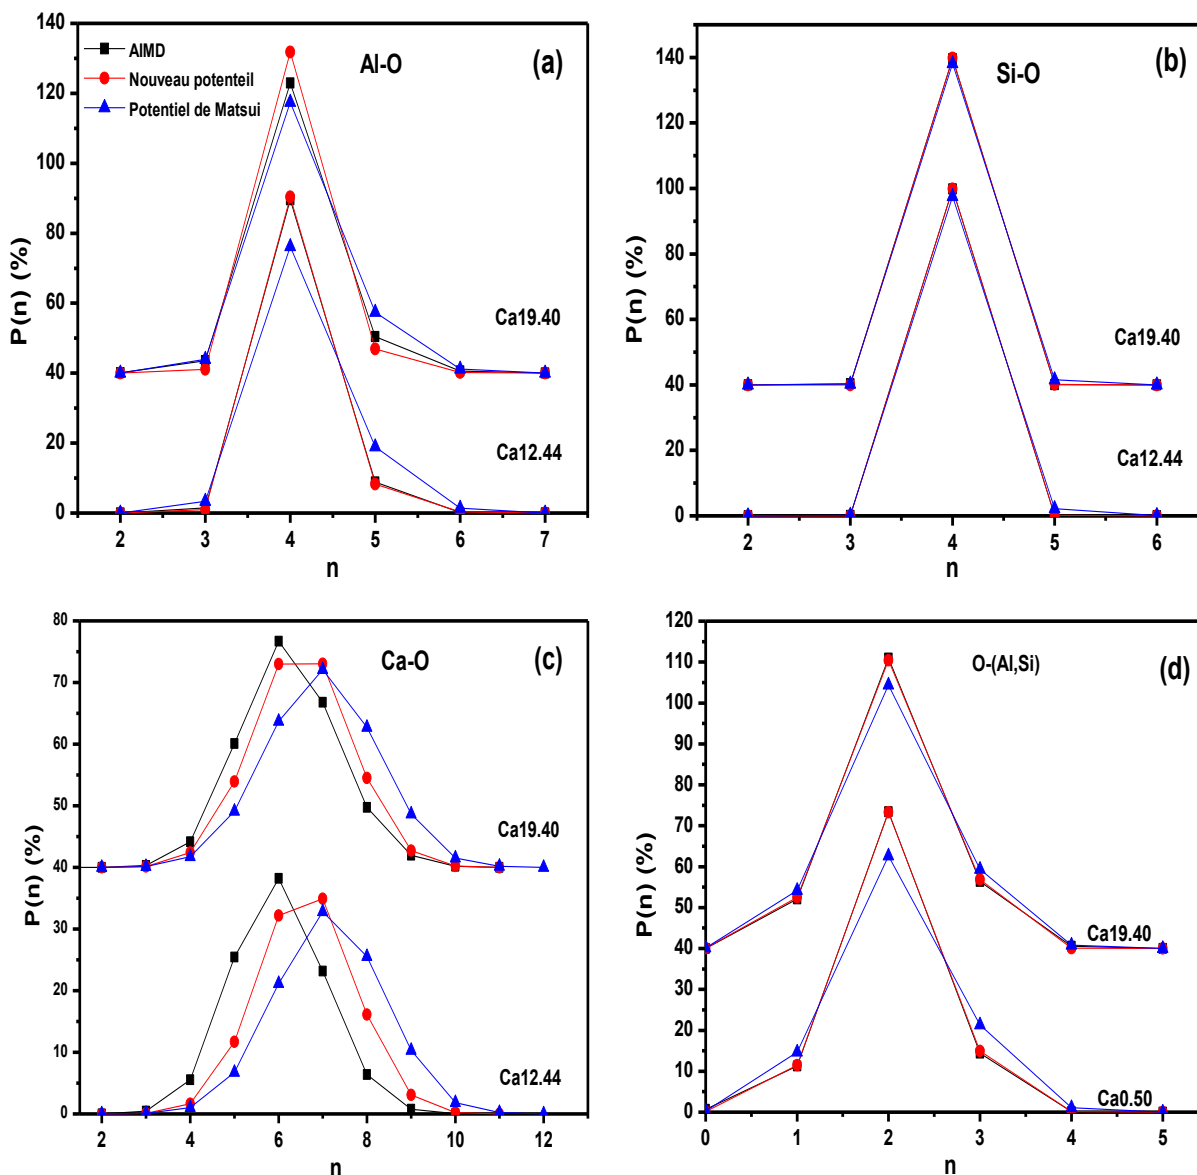 140
120
100
80
60
40
20
0
P(n) (%)
AIMD
Nouveau potenteil
Potentiel de Matsui
Al-O
(a)
Ca19.40
Ca12.44
2 3 4 5 6 7
n
140
120
100
80
60
40
20
0
P(n) (%)
Si-O
(b)
Ca19.40
Ca12.44
2 3 4 5 6
n
80
70
60
50
40
30
20
10
0
P(n) (%)
Ca-O
(c)
Ca19.40
Ca12.44
2 4 6 8 10 12
n
120
110
100
90
80
70
60
50
40
30
20
10
0
P(n) (%)
O-(Al,Si)
(d)
Ca19.40
Ca0.50
0 1 2 3 4 5
n